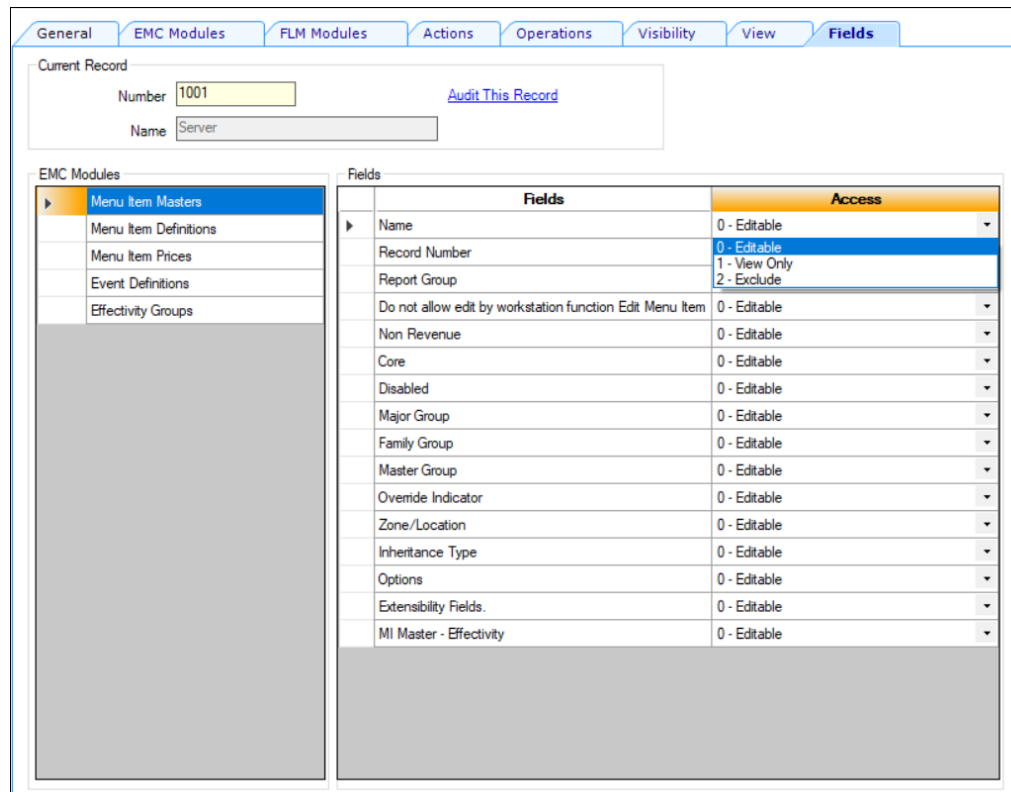 General EMC Modules FLM Modules Actions Operations Visibility View Fields
Current Record
Number 1001 Audit This Record
Name Server
EMC Modules Fields
Menu Item Masters
Menu Item Definitions
Menu Item Prices
Event Definitions
Effectivity Groups
Fields Access
Name 0 - Editable
0 - Editable
1 - View Only
2 - Exclude
Record Number
Report Group
Do not allow edit by workstation function Edit Menu Item 0 - Editable
Non Revenue 0 - Editable
Core 0 - Editable
Disabled 0 - Editable
Major Group 0 - Editable
Family Group 0 - Editable
Master Group 0 - Editable
Override Indicator 0 - Editable
Zone/Location 0 - Editable
Inheritance Type 0 - Editable
Options 0 - Editable
Extensibility Fields. 0 - Editable
MI Master - Effectivity 0 - Editable